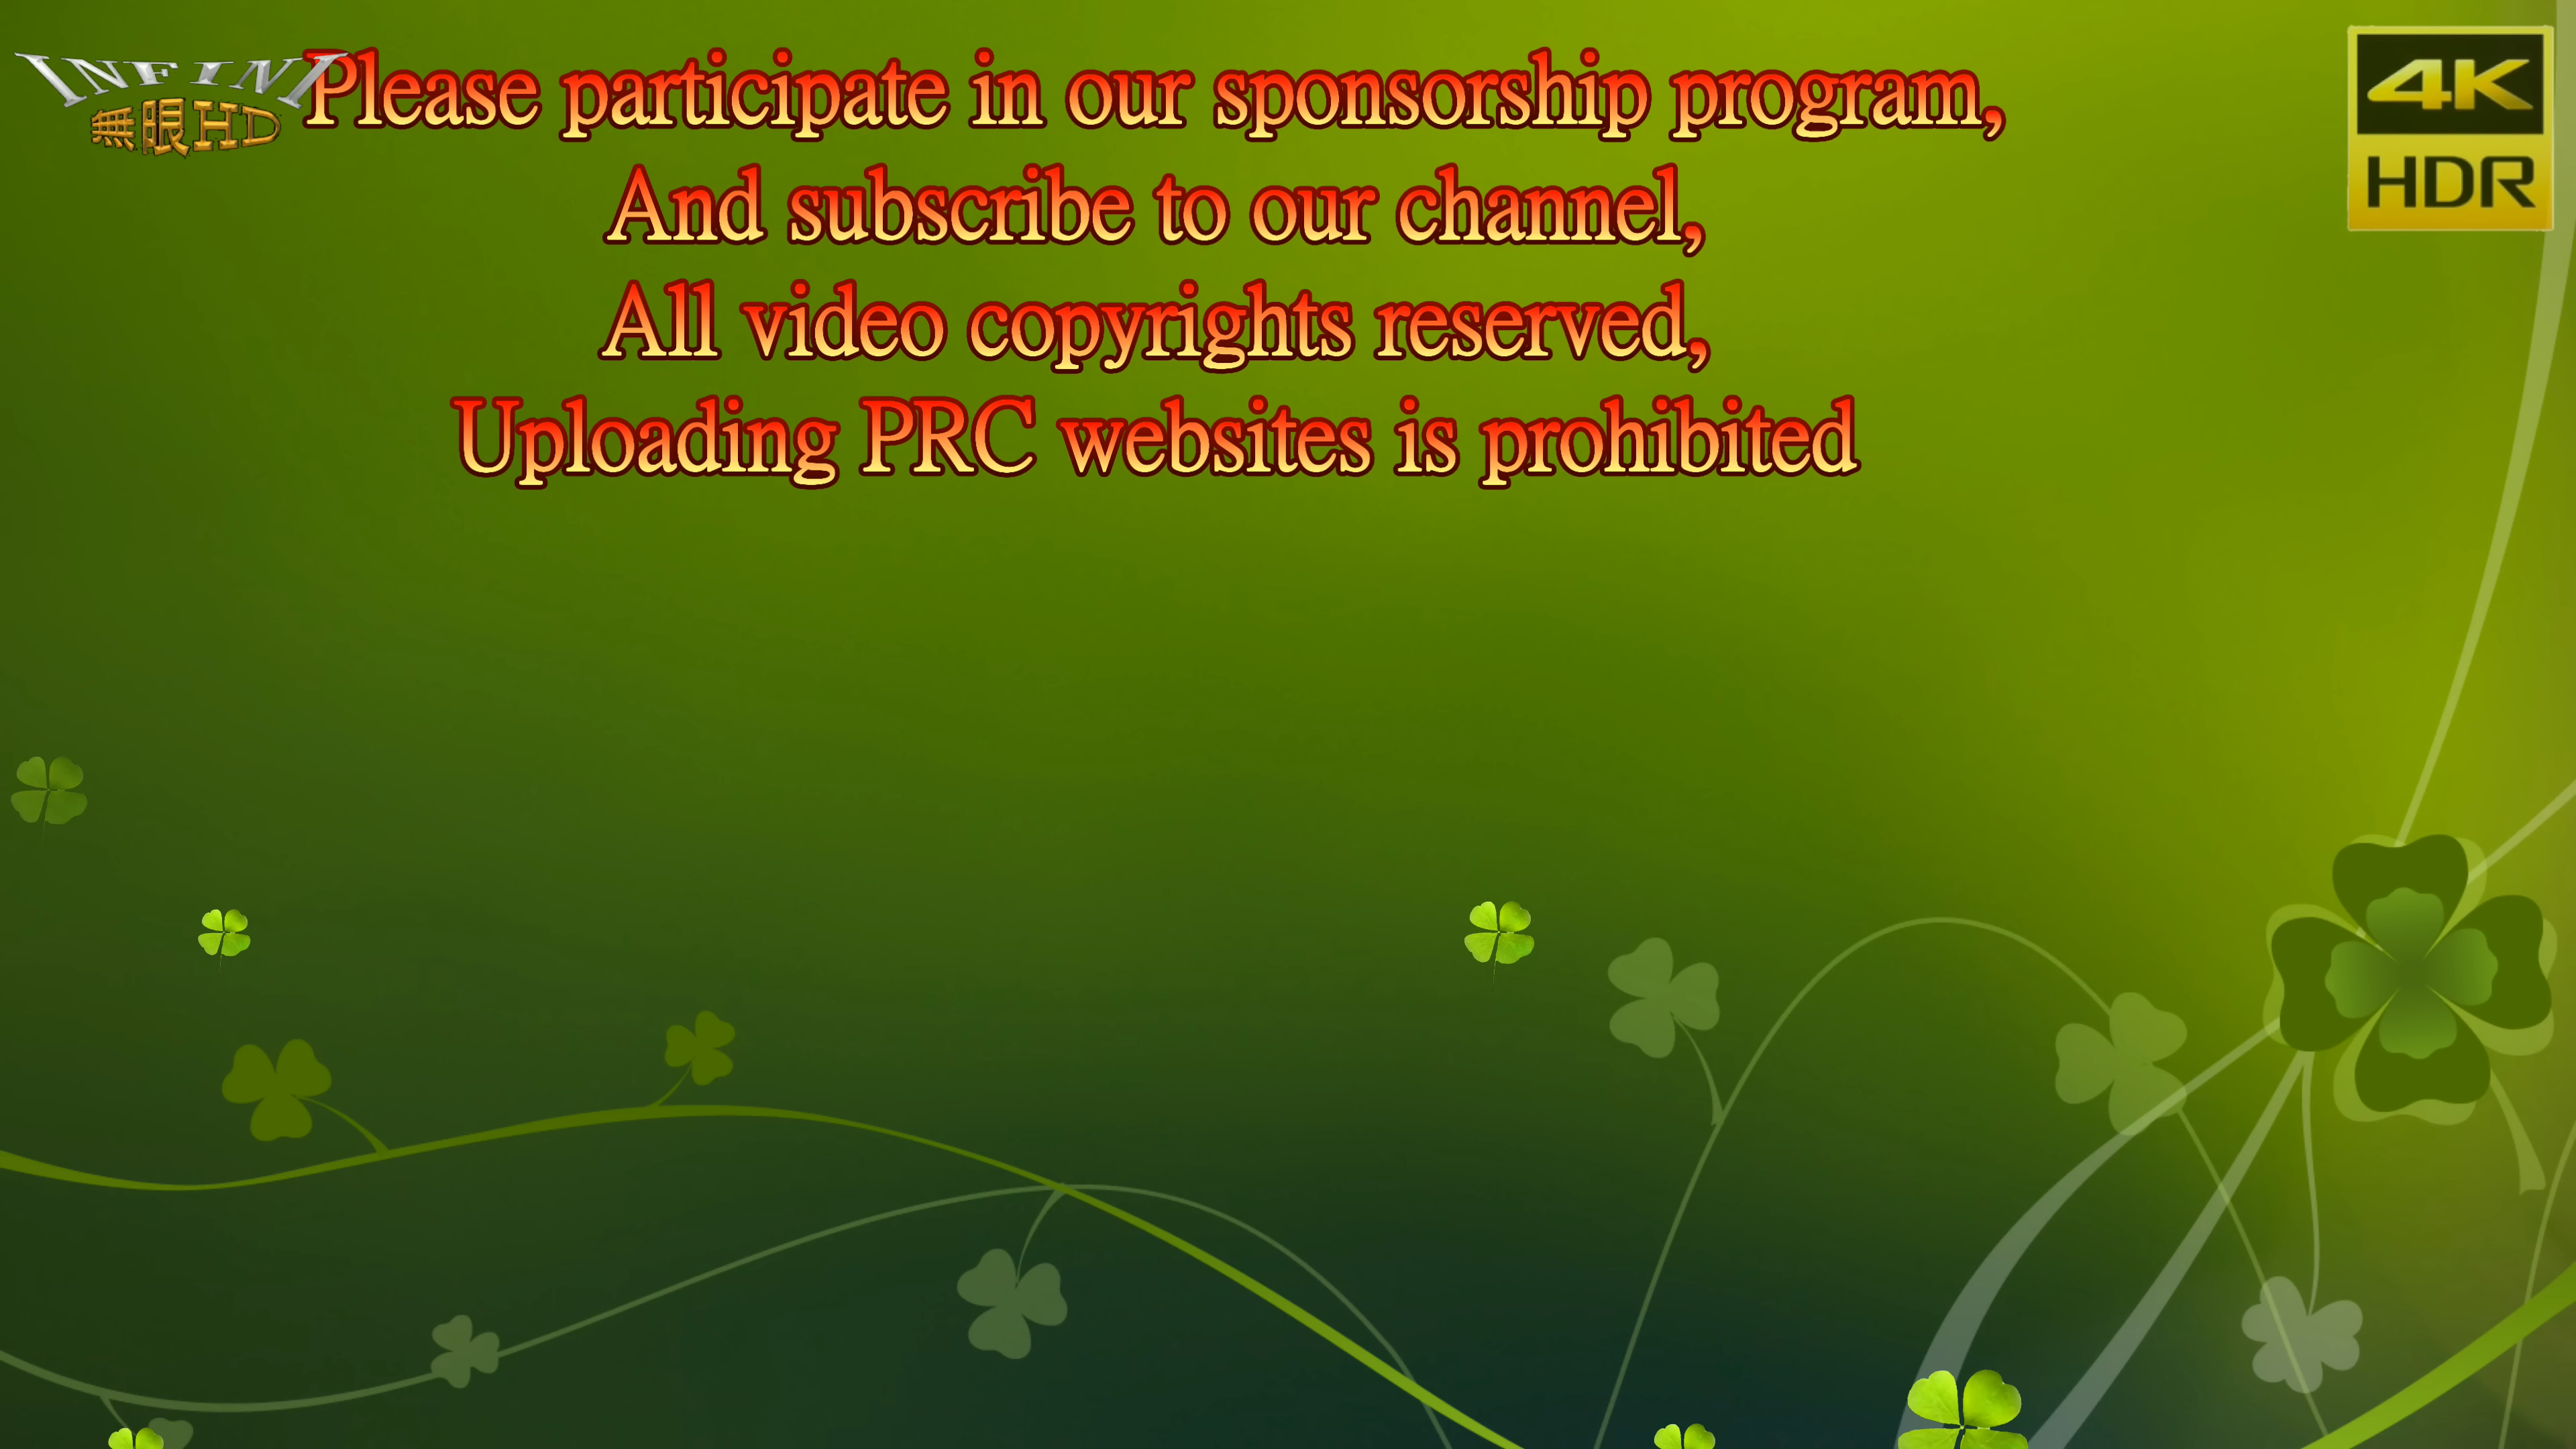 INFINI
無限HD
Please participate in our sponsorship program,
And subscribe to our channel,
All video copyrights reserved,
Uploading PRC websites is prohibited
4K
HDR